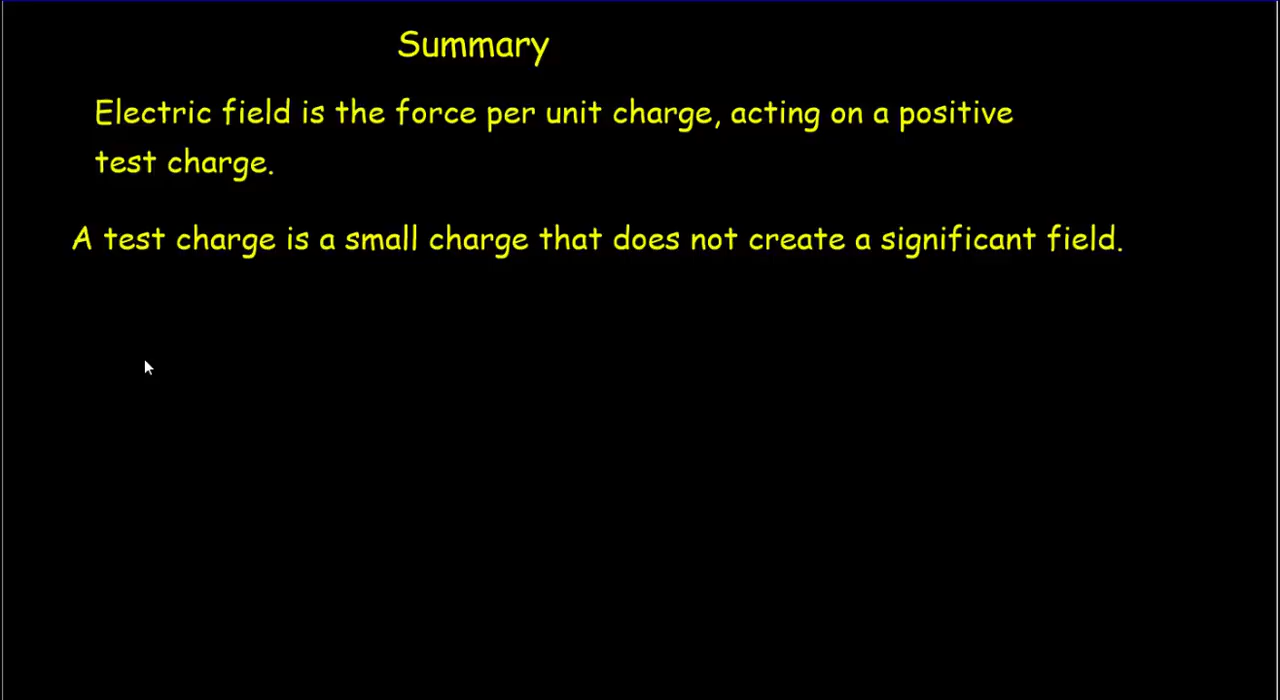 Summary
Electric field is the force per unit charge, acting on a positive
test charge.
A test charge is a small charge that does not create a significant field.